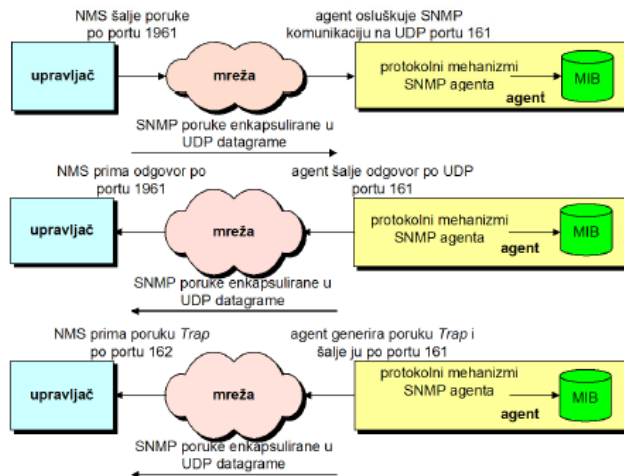 NMS šalje poruke
po portu 1961
agent osluškuje SNMP
komunikaciju na UDP portu 161
upravljač
mreža
protokolni mehanizmi
SNMP agenta
agent
MIB
SNMP poruke enkapsulirane u
UDP datagrame
NMS prima odgovor po
portu 1961
agent šalje odgovor po UDP
portu 161
upravljač
mreža
protokolni mehanizmi
SNMP agenta
agent
MIB
SNMP poruke enkapsulirane u
UDP datagrame
NMS prima poruku Trap
po portu 162
agent generira poruku Trap i
šalje ju po portu 161
upravljač
mreža
protokolni mehanizmi
SNMP agenta
agent
MIB
SNMP poruke enkapsulirane u
UDP datagrame